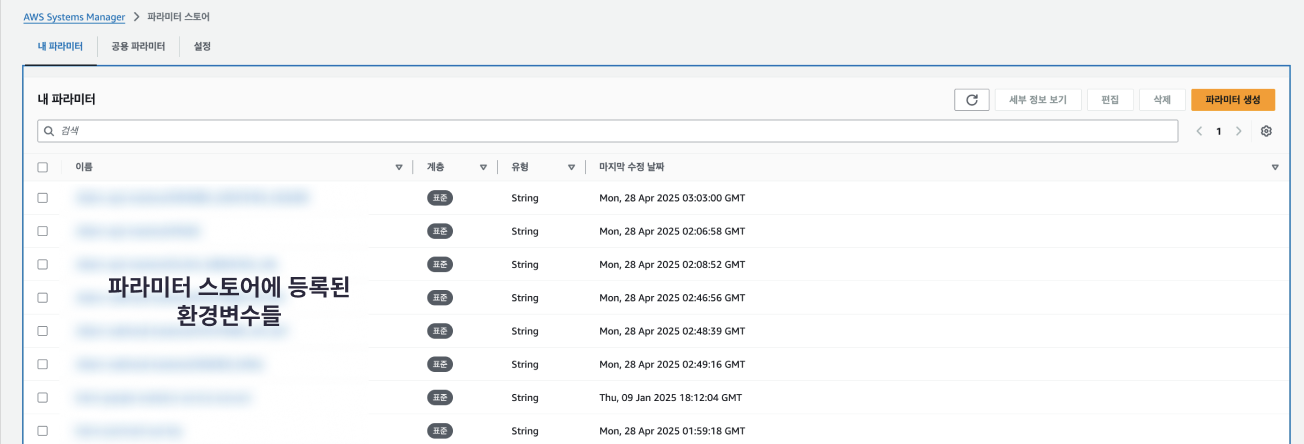 AWS Systems Manager > 파라미터 스토어
내 파라미터 공용 파라미터 설정
내 파라미터 세부 정보 보기 편집 삭제 파라미터 생성
검색 1
이름 계층 유형 마지막 수정 날짜
표준 String Mon, 28 Apr 2025 03:03:00 GMT
표준 String Mon, 28 Apr 2025 02:06:58 GMT
표준 String Mon, 28 Apr 2025 02:08:52 GMT
파라미터 스토어에 등록된
표준 String Mon, 28 Apr 2025 02:46:56 GMT
환경변수들
표준 String Mon, 28 Apr 2025 02:48:39 GMT
표준 String Mon, 28 Apr 2025 02:49:16 GMT
표준 String Thu, 09 Jan 2025 18:12:04 GMT
표준 String Mon, 28 Apr 2025 01:59:18 GMT